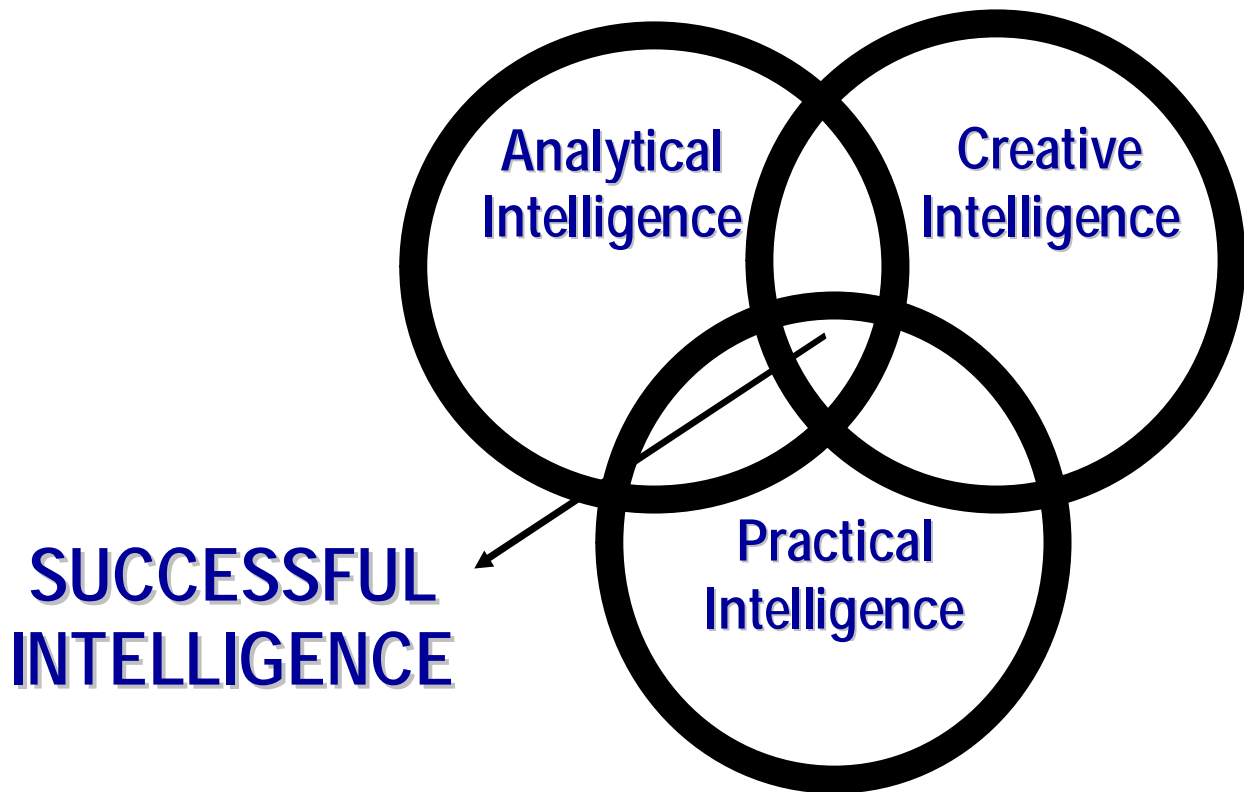 Analytical
Intelligence
Creative
Intelligence
Practical
Intelligence
SUCCESSFUL
INTELLIGENCE